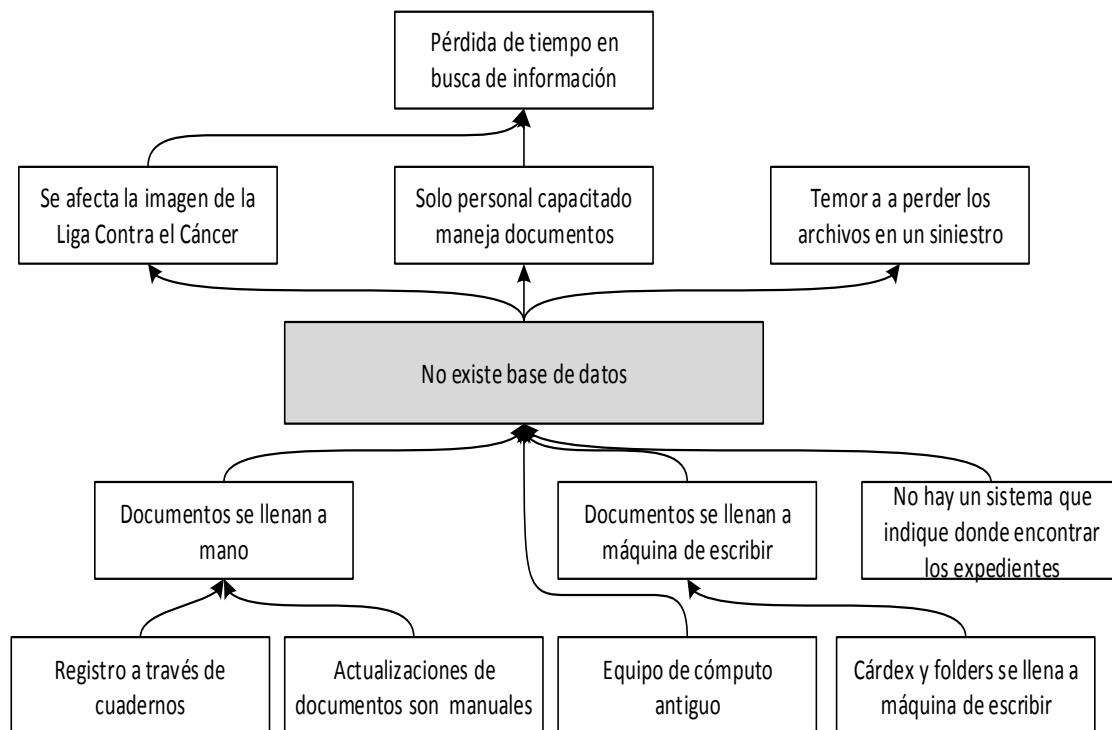 Pérdida de tiempo en
busca de información
Se afecta la imagen de la
Liga Contra el Cáncer
Solo personal capacitado
maneja documentos
Temor a a perder los
archivos en un siniestro
No existe base de datos
Documentos se llenan a
mano
Documentos se llenan a
máquina de escribir
No hay un sistema que
indique donde encontrar
los expedientes
Registro a través de
cuadernos
Actualizaciones de
documentos son manuales
Equipo de cómputo
antiguo
Cárdex y folders se llena a
máquina de escribir